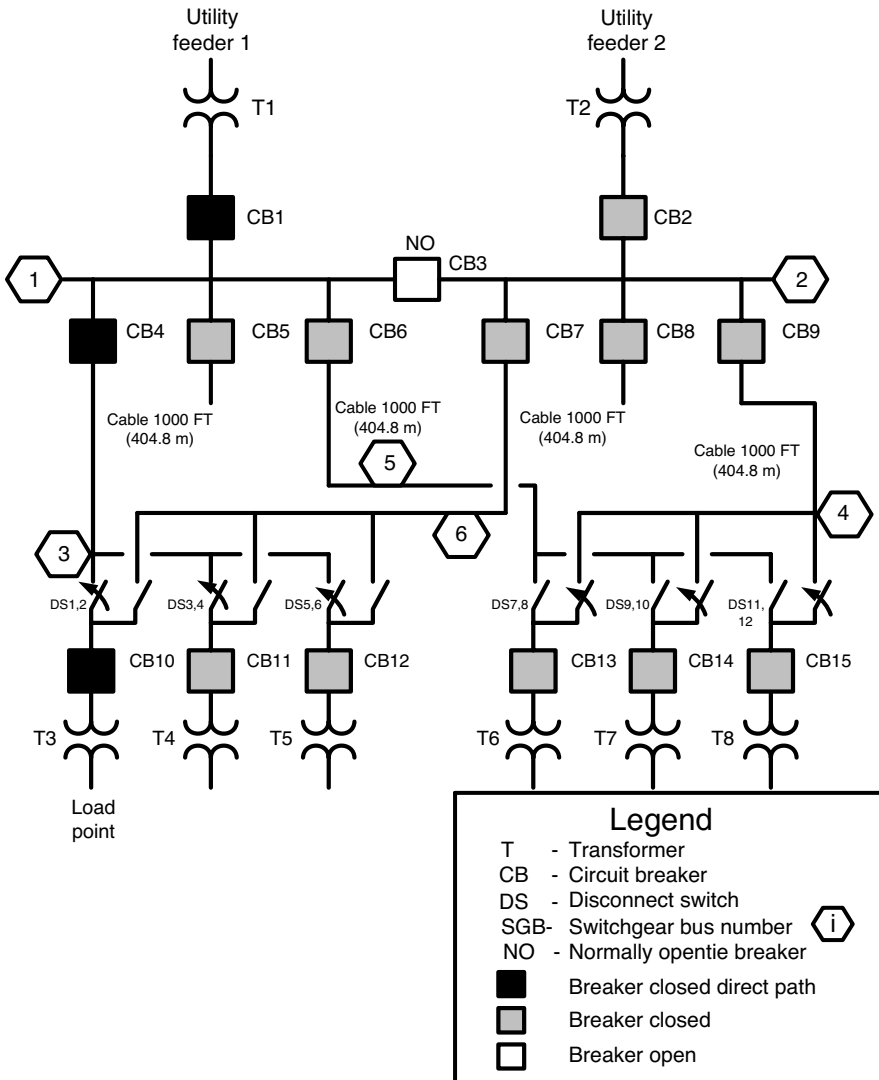 Utility
feeder 1
Utility
feeder 2
T1
T2
CB1
CB2
NO
CB3
1
2
CB4
CB5
CB6
CB7
CB8
CB9
Cable 1000 FT
(404.8 m)
Cable 1000 FT
(404.8 m)
Cable 1000 FT
(404.8 m)
Cable 1000 FT
(404.8 m)
5
6
4
3
DS1,2
DS3,4
DS5,6
DS7,8
DS9,10
DS11,
12
CB10
CB11
CB12
CB13
CB14
CB15
T3
T4
T5
T6
T7
T8
Load
point
Legend
T - Transformer
CB - Circuit breaker
DS - Disconnect switch
SGB- Switchgear bus number i
NO - Normally opentie breaker
Breaker closed direct path
Breaker closed
Breaker open